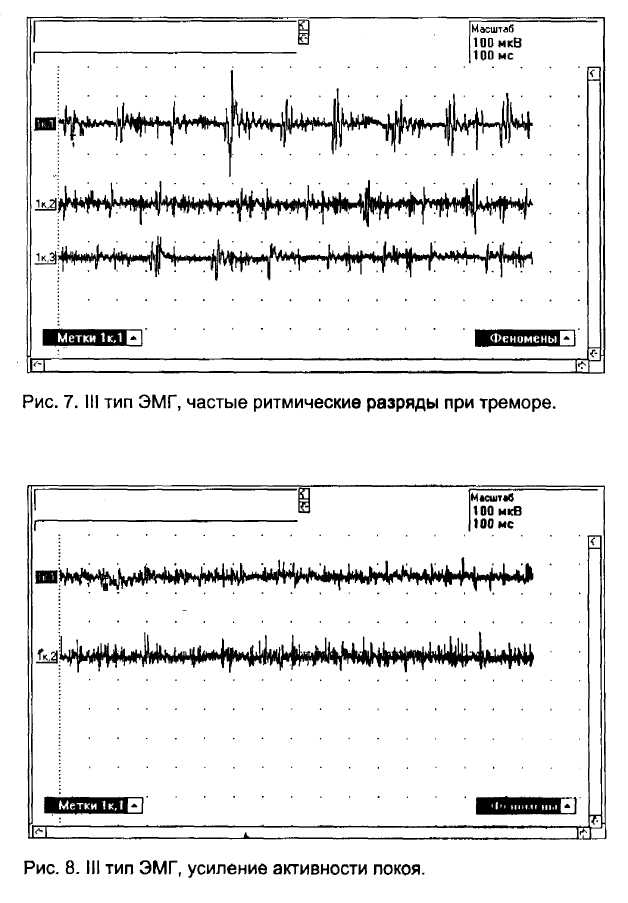 Масштаб
100 мкВ
100 мс
1к,1
1к,2
1к,3
Метки 1к,1
Феномены
Рис. 7. III тип ЭМГ, частые ритмические разряды при треморе.
Масштаб
100 мкВ
100 мс
1к,2
Метки 1к,1
Феномены
Рис. 8. III тип ЭМГ, усиление активности покоя.